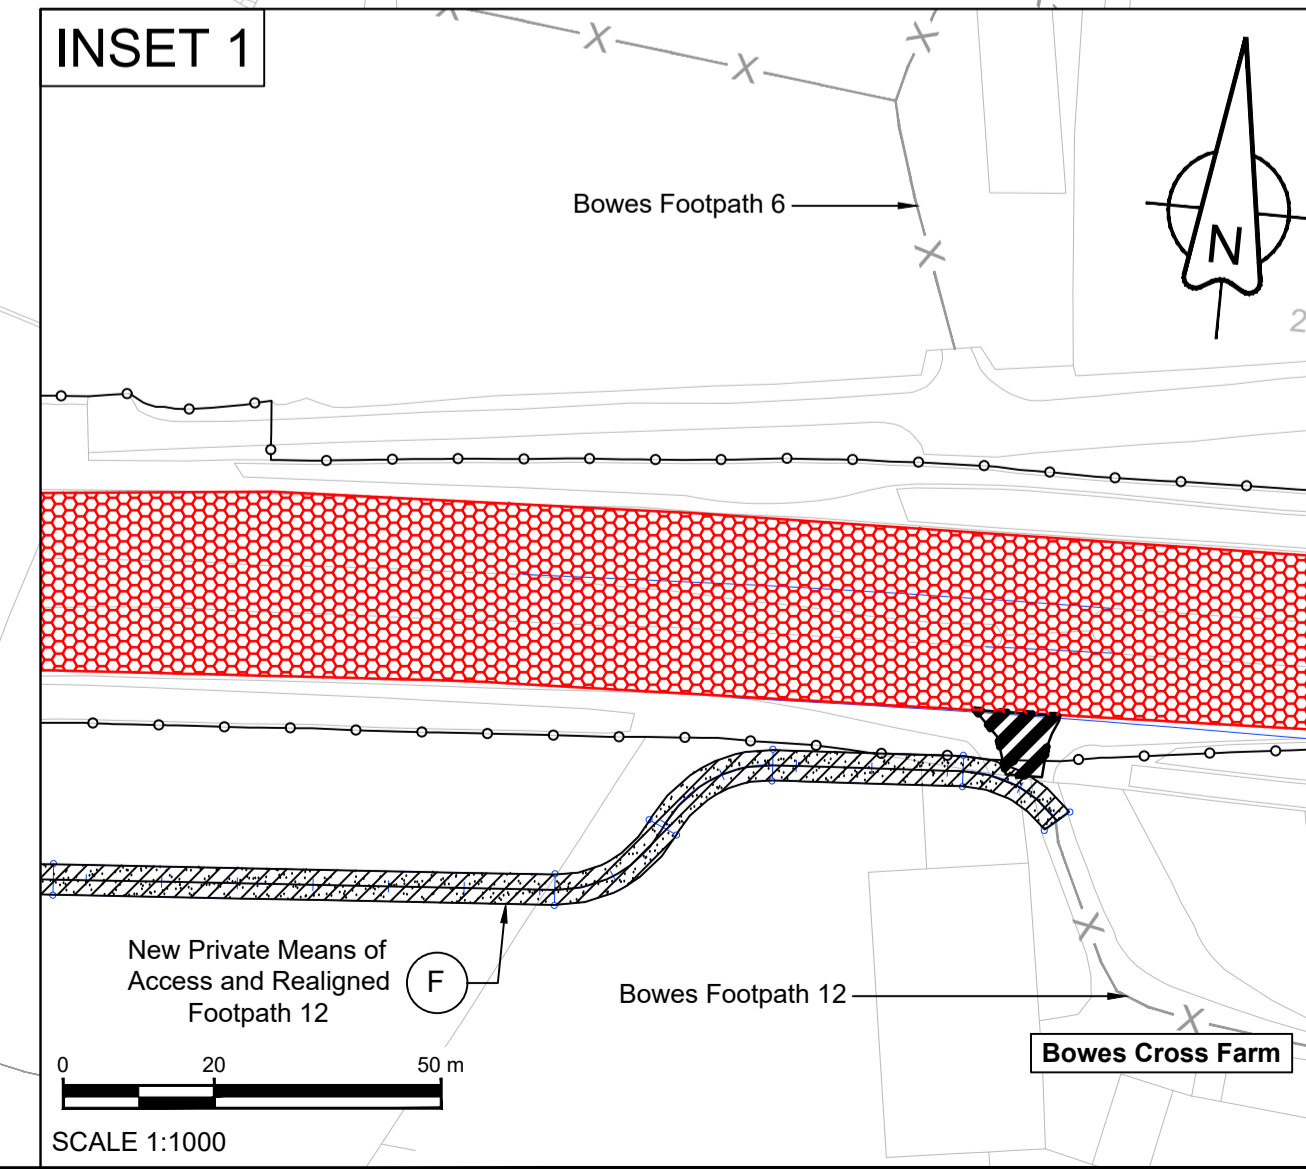 INSET 1
Bowes Footpath 6
N
2
New Private Means of
Access and Realigned
Footpath 12
F
Bowes Footpath 12
Bowes Cross Farm
0 20 50 m
SCALE 1:1000